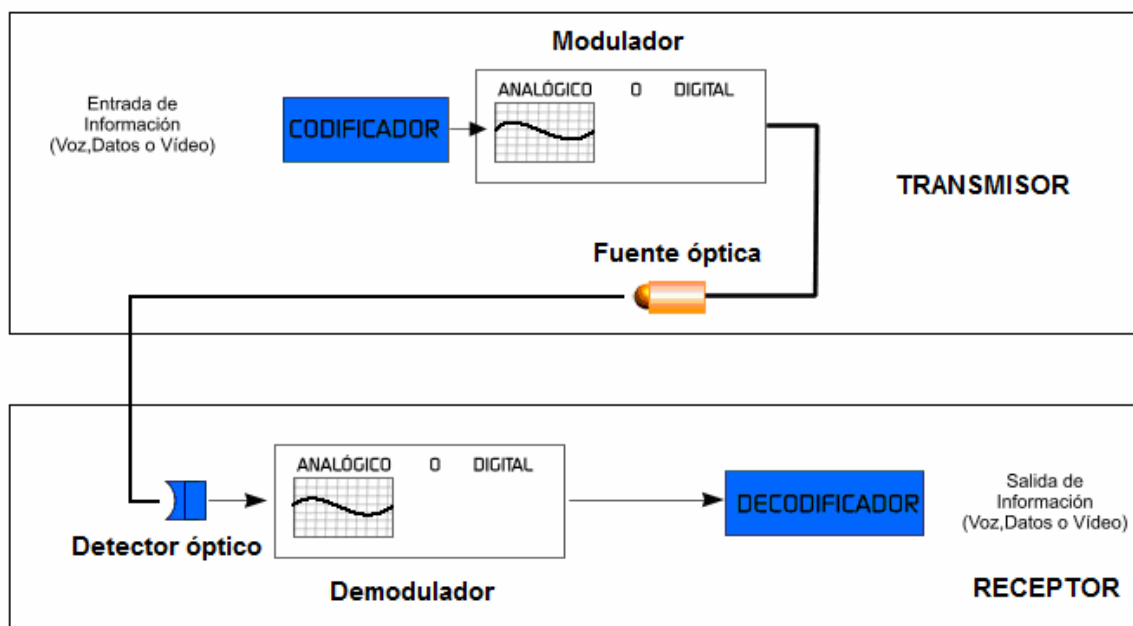 Modulador
Entrada de
Información
(Voz,Datos o Vídeo)
CODIFICADOR
ANALÓGICO O DIGITAL
TRANSMISOR
Fuente óptica
Detector óptico
ANALÓGICO O DIGITAL
Demodulador
DECODIFICADOR
Salida de
Información
(Voz,Datos o Vídeo)
RECEPTOR